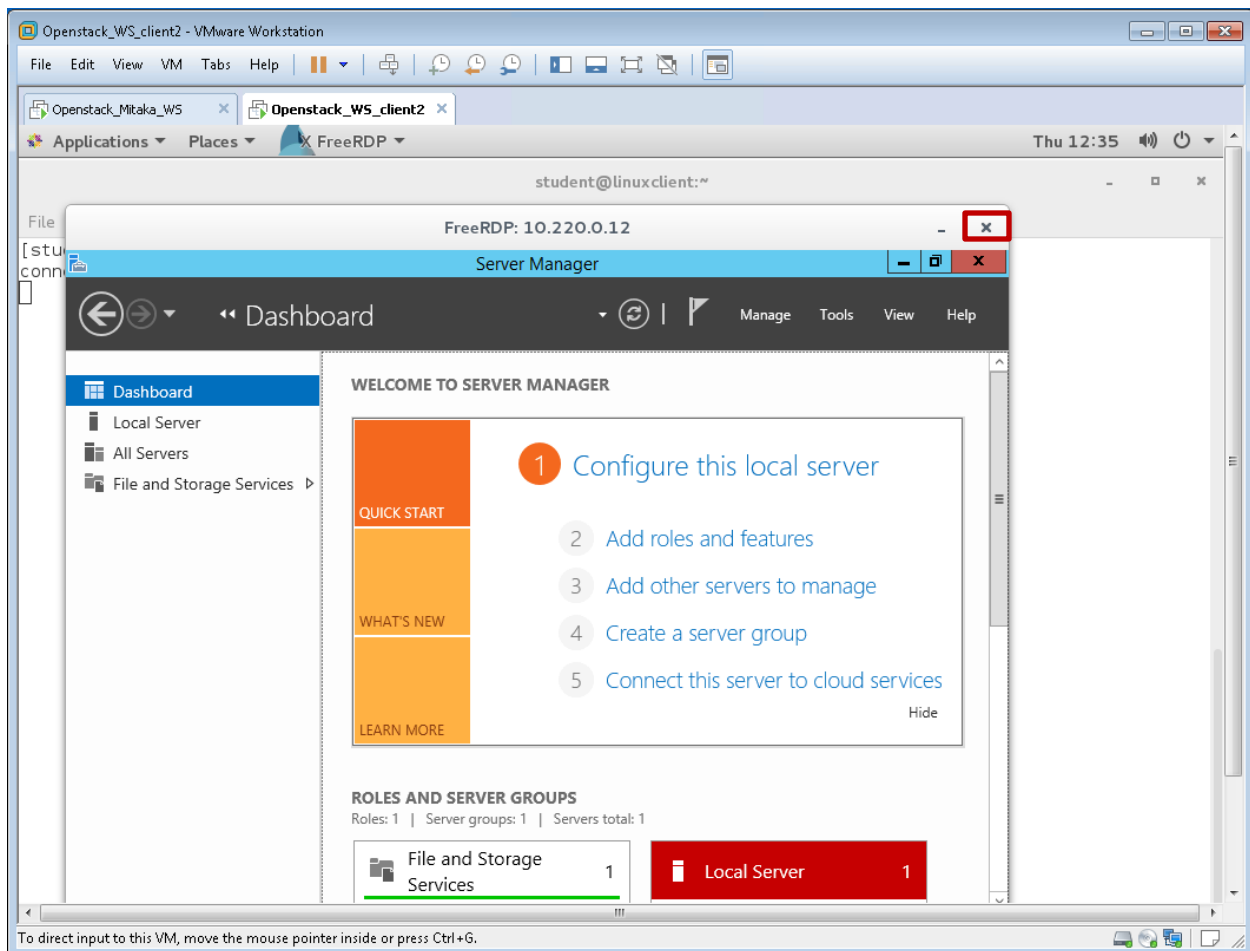 Openstack_WS_client2 - VMware Workstation
File Edit View VM Tabs Help
Openstack_Mitaka_WS Openstack_WS_client2
Applications Places FreeRDP Thu 12:35
student@linuxclient:~
File
FreeRDP: 10.220.0.12
[stu
conn
Server Manager
Dashboard Manage Tools View Help
Dashboard
Local Server
All Servers
File and Storage Services
WELCOME TO SERVER MANAGER
QUICK START
WHAT'S NEW
LEARN MORE
1 Configure this local server
2 Add roles and features
3 Add other servers to manage
4 Create a server group
5 Connect this server to cloud services
Hide
ROLES AND SERVER GROUPS
Roles: 1 | Server groups: 1 | Servers total: 1
File and Storage
Services 1
Local Server 1
To direct input to this VM, move the mouse pointer inside or press Ctrl+G.